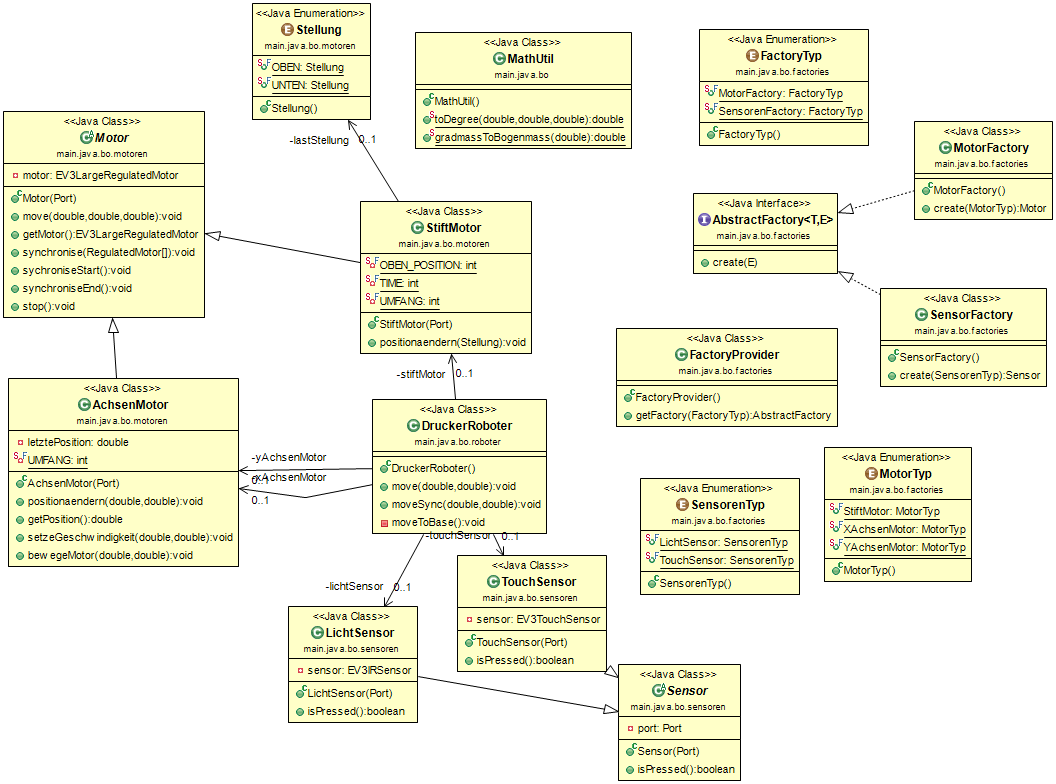 <<Java Enumeration>>
Stellung
main.java.bo.motoren
OBEN: Stellung
UNTEN: Stellung
Stellung()
<<Java Class>>
MathUtil
main.java.bo
MathUtil()
toDegree(double,double,double):double
gradmassToBogenmass(double):double
<<Java Enumeration>>
FactoryTyp
main.java.bo.factories
MotorFactory: FactoryTyp
SensorenFactory: FactoryTyp
FactoryTyp()
<<Java Class>>
Motor
main.java.bo.motoren
motor: EV3LargeRegulatedMotor
Motor(Port)
move(double,double,double):void
getMotor():EV3LargeRegulatedMotor
synchronise(RegulatedMotor[]):void
sychroniseStart():void
synchroniseEnd():void
stop():void
-lastStellung
0..1
<<Java Class>>
MotorFactory
main.java.bo.factories
MotorFactory()
create(MotorTyp):Motor
<<Java Class>>
StiftMotor
main.java.bo.motoren
OBEN_POSITION: int
TIME: int
UMFANG: int
StiftMotor(Port)
positionaendern(Stellung):void
<<Java Interface>>
AbstractFactory<T,E>
main.java.bo.factories
create(E)
<<Java Class>>
SensorFactory
main.java.bo.factories
SensorFactory()
create(SensorenTyp):Sensor
<<Java Class>>
FactoryProvider
main.java.bo.factories
FactoryProvider()
getFactory(FactoryTyp):AbstractFactory
-stiftMotor
0..1
<<Java Class>>
AchsenMotor
main.java.bo.motoren
letztePosition: double
UMFANG: int
AchsenMotor(Port)
positionaendern(double,double):void
getPosition():double
setzeGeschwindigkeit(double,double):void
bewegeMotor(double,double):void
-yAchsenMotor
0..1
-xAchsenMotor
0..1
<<Java Class>>
DruckerRoboter
main.java.bo.roboter
DruckerRoboter()
move(double,double):void
moveSync(double,double):void
moveToBase():void
<<Java Enumeration>>
SensorenTyp
main.java.bo.factories
LichtSensor: SensorenTyp
TouchSensor: SensorenTyp
SensorenTyp()
<<Java Enumeration>>
MotorTyp
main.java.bo.factories
StiftMotor: MotorTyp
XAchsenMotor: MotorTyp
YAchsenMotor: MotorTyp
MotorTyp()
-touchSensor
0..1
-lichtSensor
0..1
<<Java Class>>
TouchSensor
main.java.bo.sensoren
sensor: EV3TouchSensor
TouchSensor(Port)
isPressed():boolean
<<Java Class>>
LichtSensor
main.java.bo.sensoren
sensor: EV3IRSensor
LichtSensor(Port)
isPressed():boolean
<<Java Class>>
Sensor
main.java.bo.sensoren
port: Port
Sensor(Port)
isPressed():boolean